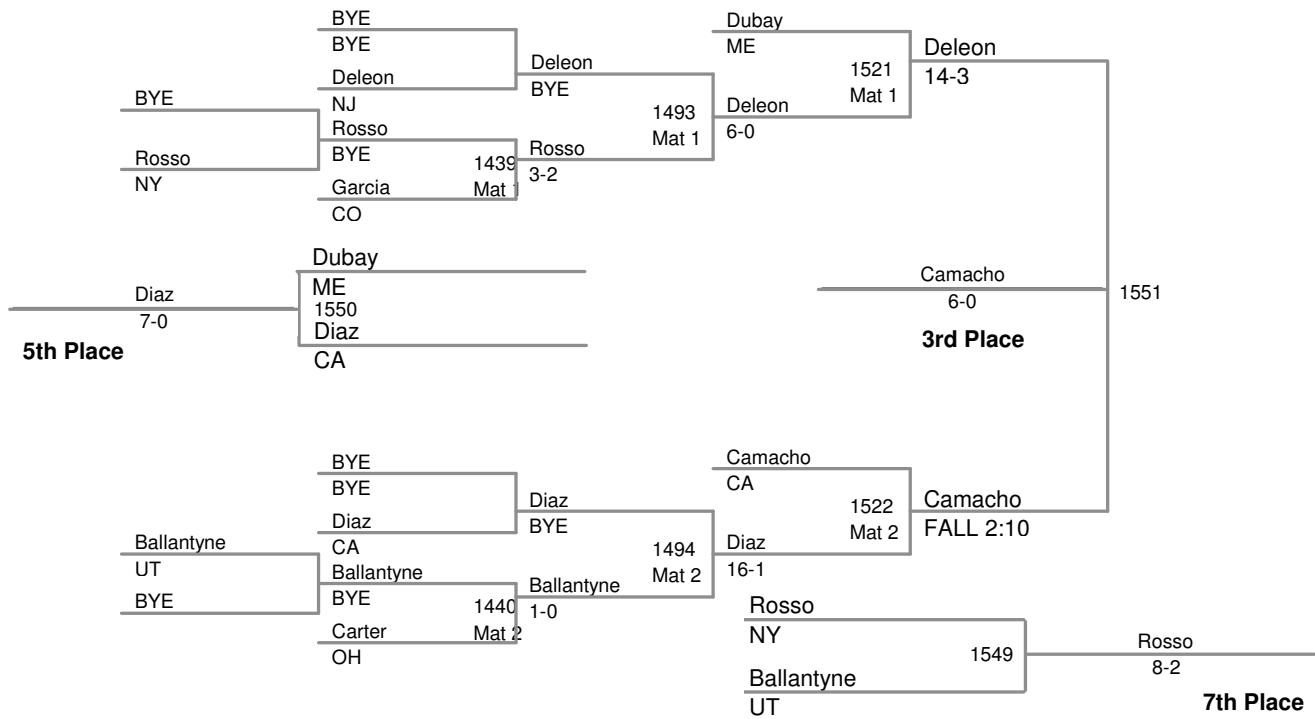 BYE
BYE
Deleon
NJ
Deleon
BYE
BYE
Rosso
NY
Rosso
BYE
Garcia
CO
1439
Mat 1
Rosso
3-2
1493
Mat 1
Dubay
ME
Deleon
6-0
1521
Mat 1
Deleon
14-3
Dubay
ME
1550
Diaz
CA
Diaz
7-0
5th Place
Camacho
6-0
3rd Place
1551
BYE
BYE
Diaz
CA
Diaz
BYE
Ballantyne
UT
BYE
Ballantyne
BYE
Carter
OH
1440
Mat 2
Ballantyne
1-0
1494
Mat 2
Camacho
CA
Diaz
16-1
1522
Mat 2
Camacho
FALL 2:10
Rosso
NY
Ballantyne
UT
1549
Rosso
8-2
7th Place